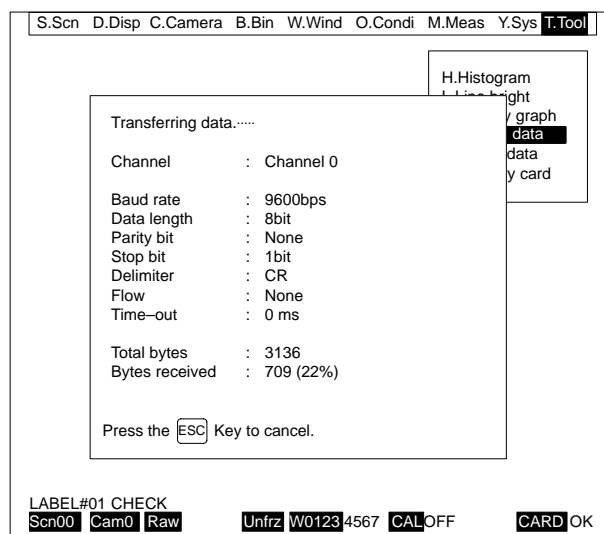 S.Scn D.Disp C.Camera B.Bin W.Wind O.Condi M.Meas Y.Sys T.Tool
H.Histogram
graph
data
data
card
Transferring data.·····
Channel : Channel 0
Baud rate : 9600bps
Data length : 8bit
Parity bit : None
Stop bit : 1bit
Delimiter : CR
Flow : None
Time–out : 0 ms
Total bytes : 3136
Bytes received : 709 (22%)
Press the ESC Key to cancel.
LABEL#01 CHECK
Scn00 Cam0 Raw Unfrz W0123 4567 CAL OFF CARD OK